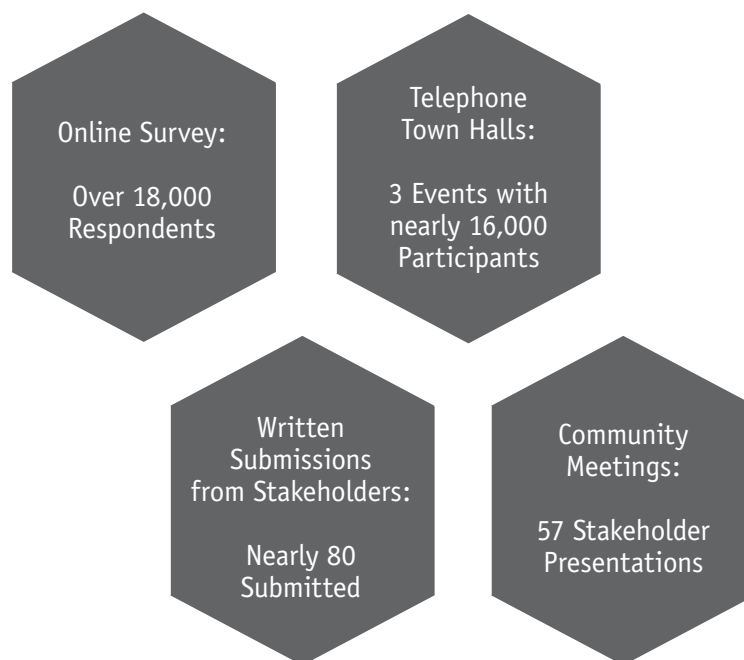 Online Survey:
Over 18,000
Respondents
Telephone
Town Halls:
3 Events with
nearly 16,000
Participants
Written
Submissions
from Stakeholders:
Nearly 80
Submitted
Community
Meetings:
57 Stakeholder
Presentations